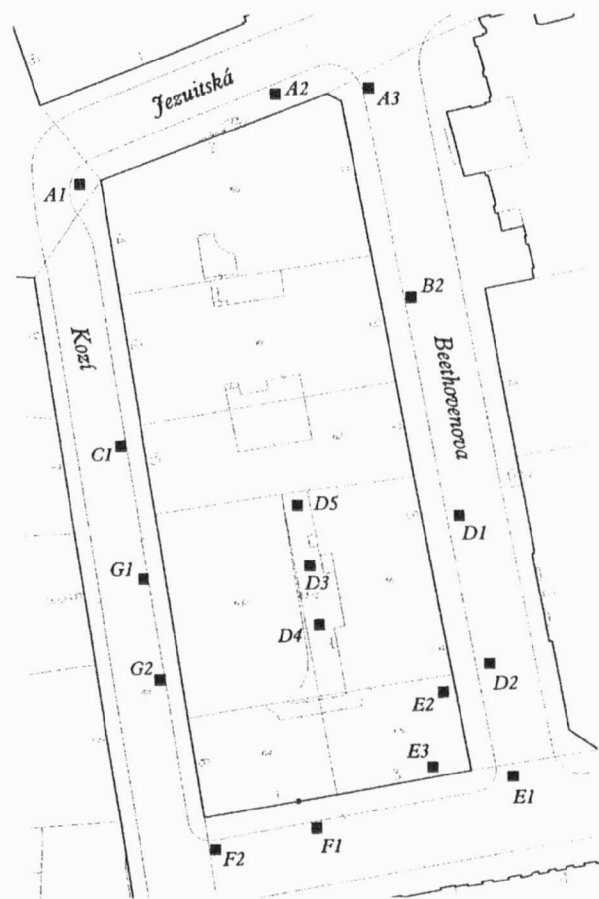 Jezuitská
A2
A3
A1
B2
Kozí
Beethovenova
C1
D5
D1
G1
D3
D4
G2
D2
E2
E3
E1
F1
F2